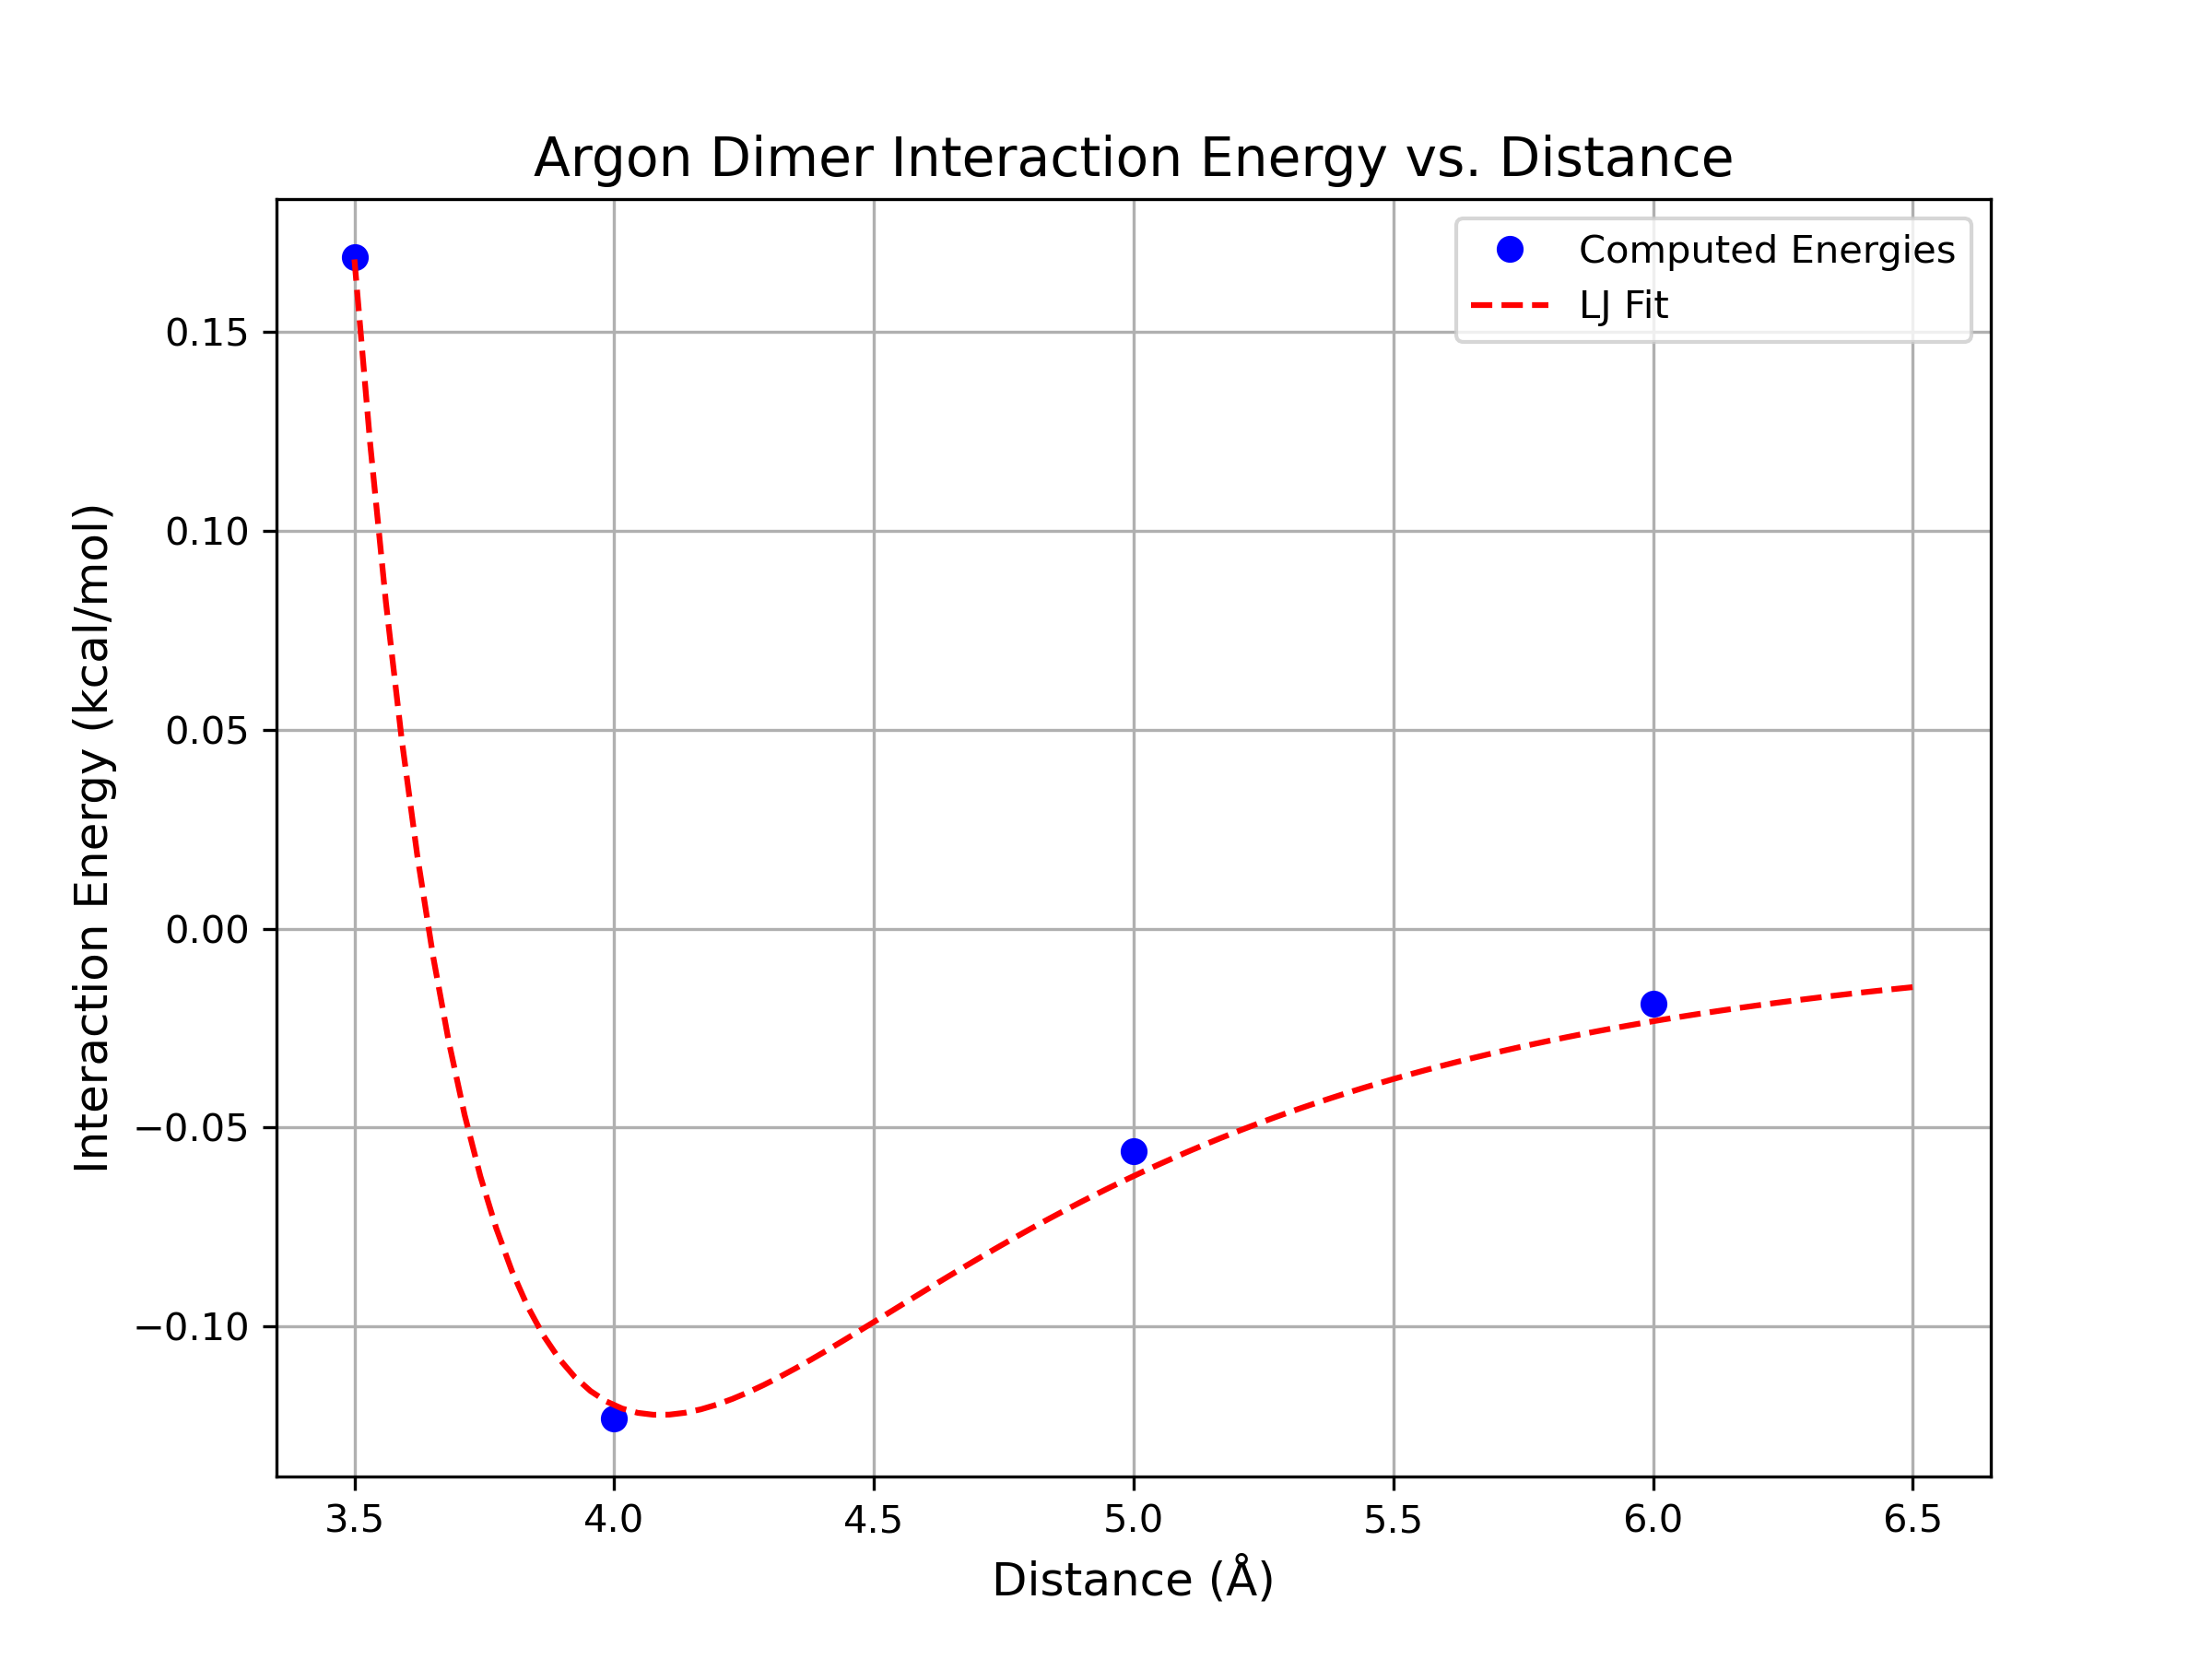 Argon Dimer Interaction Energy vs. Distance
Computed Energies
LJ Fit
Interaction Energy (kcal/mol)
0.15
0.10
0.05
0.00
−0.05
−0.10
3.5 4.0 4.5 5.0 5.5 6.0 6.5
Distance (Å)